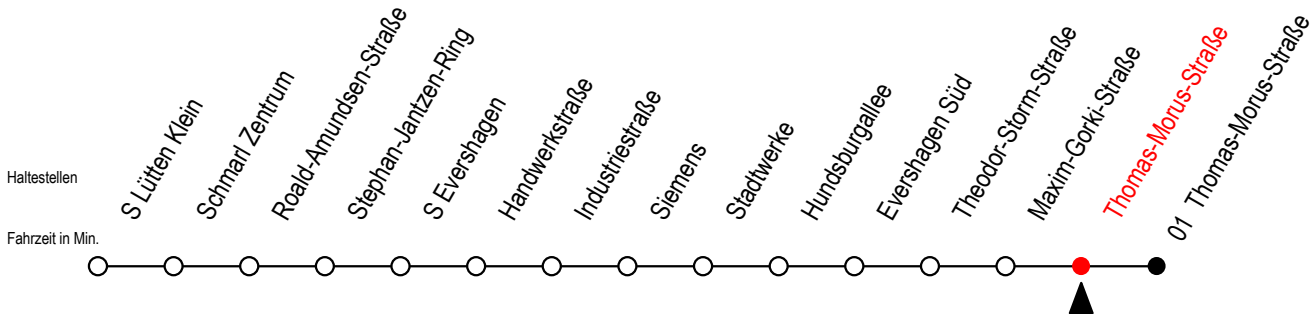 S Lütten Klein
Schmarl Zentrum
Roald-Amundsen-Straße
Stephan-Jantzen-Ring
S Evershagen
Handwerkstraße
Industriestraße
Siemens
Stadtwerke
Hundsburgallee
Evershagen Süd
Theodor-Storm-Straße
Maxim-Gorki-Straße
Thomas-Morus-Straße
01 Thomas-Morus-Straße
Haltestellen
Fahrzeit in Min.